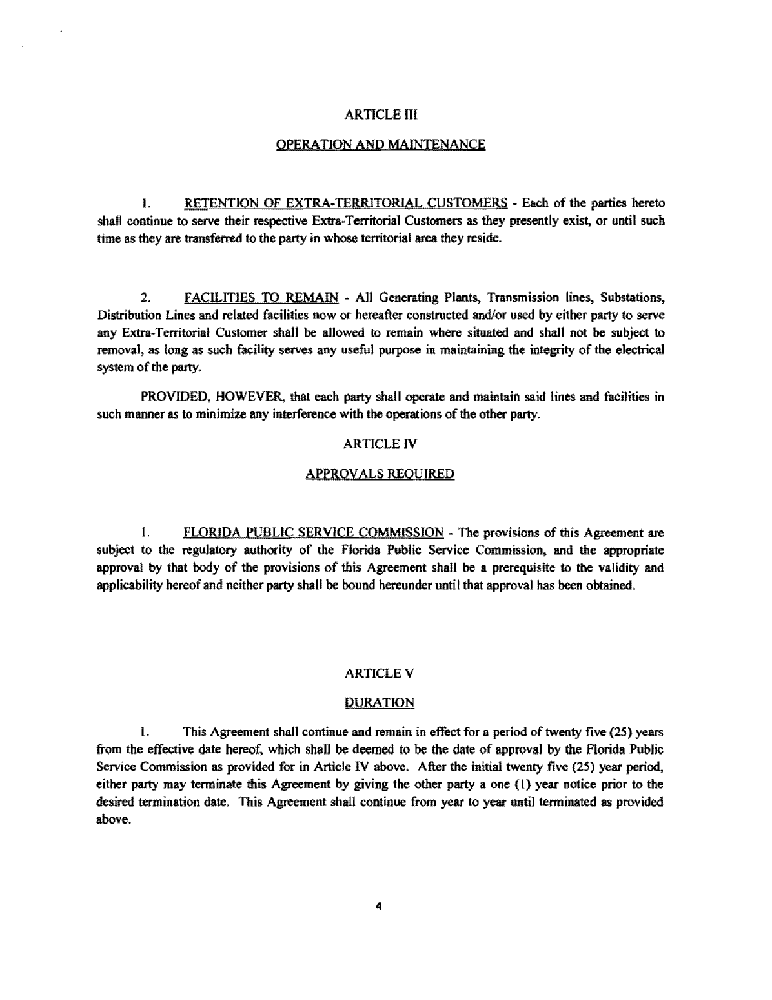 ARTICLE III
OPERATION AND MAINTENANCE
1. RETENTION OF EXTRA-TERRITORIAL CUSTOMERS - Each of the parties hereto
shall continue to serve their respective Extra-Territorial Customers as they presently exist, or until such
time as they are transferred to the party in whose territorial area they reside.
2. FACILITIES TO REMAIN - All Generating Plants, Transmission lines, Substations,
Distribution Lines and related facilities now or hereafter constructed and/or used by either party to serve
any Extra-Territorial Customer shall be allowed to remain where situated and shall not be subject to
removal, as long as such facility serves any useful purpose in maintaining the integrity of the electrical
system of the party.
PROVIDED, HOWEVER, that each party shall operate and maintain said lines and facilities in
such manner as to minimize any interference with the operations of the other party.
ARTICLE IV
APPROVALS REQUIRED
1. FLORIDA PUBLIC SERVICE COMMISSION - The provisions of this Agreement are
subject to the regulatory authority of the Florida Public Service Commission, and the appropriate
approval by that body of the provisions of this Agreement shall be a prerequisite to the validity and
applicability hereof and neither party shall be bound hereunder until that approval has been obtained.
ARTICLE V
DURATION
1. This Agreement shall continue and remain in effect for a period of twenty five (25) years
from the effective date hereof, which shall be deemed to be the date of approval by the Florida Public
Service Commission as provided for in Article IV above. After the initial twenty five (25) year period,
either party may terminate this Agreement by giving the other party a one (1) year notice prior to the
desired termination date. This Agreement shall continue from year to year until terminated as provided
above.
4